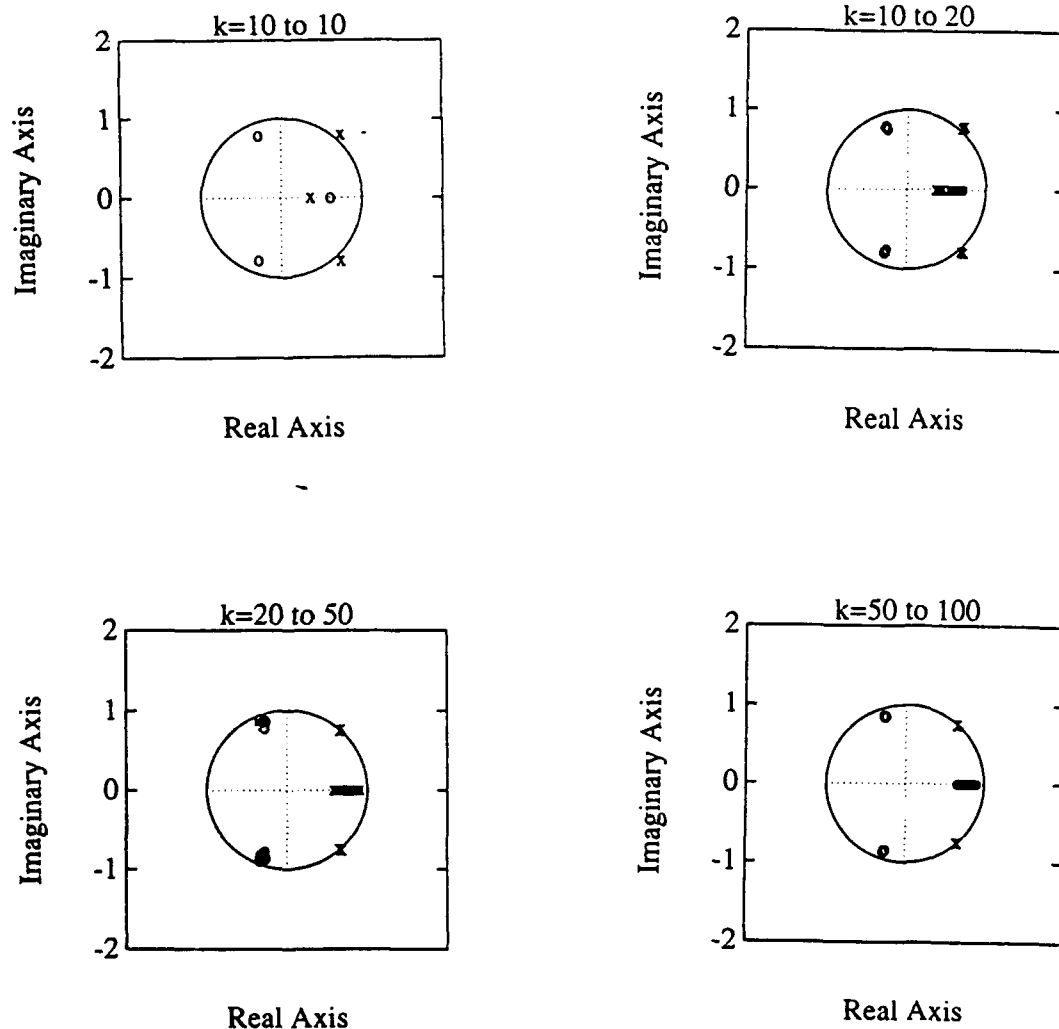 k=10 to 10
2
1
0
-1
-2
Imaginary Axis
Real Axis
k=10 to 20
2
1
0
-1
-2
Imaginary Axis
Real Axis
k=20 to 50
2
1
0
-1
-2
Imaginary Axis
Real Axis
k=50 to 100
2
1
0
-1
-2
Imaginary Axis
Real Axis